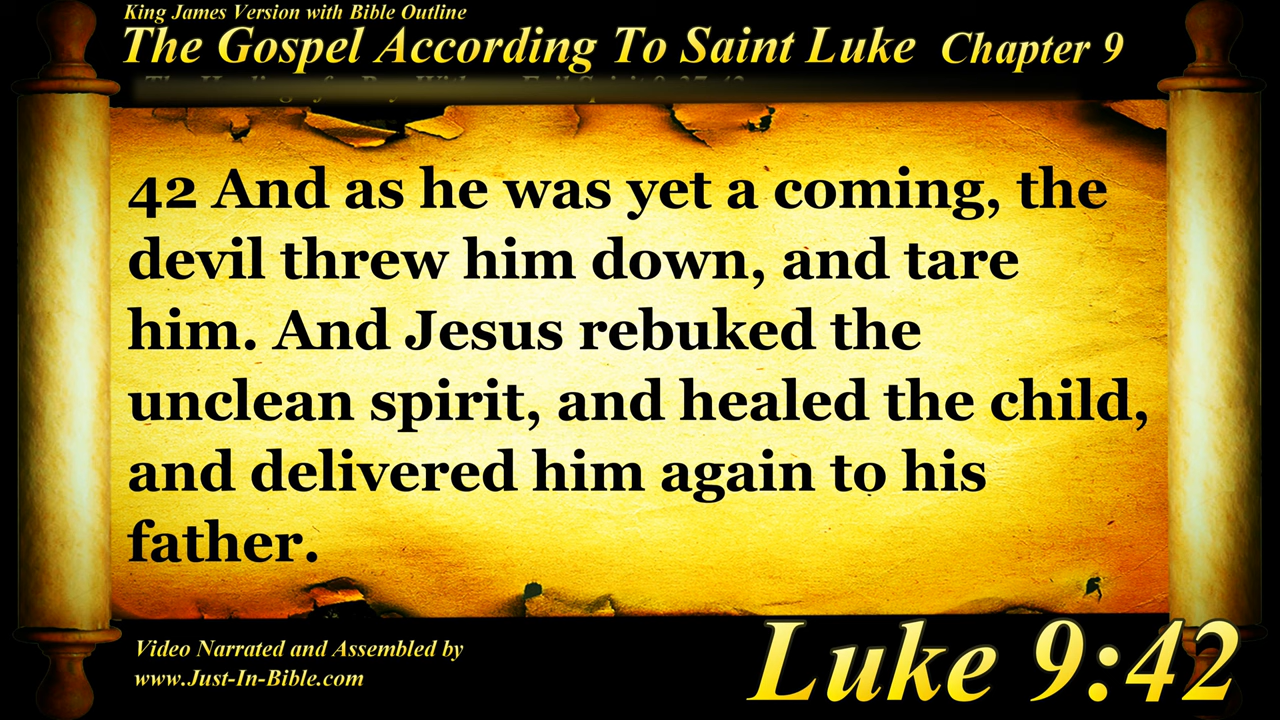 King James Version with Bible Outline
The Gospel According To Saint Luke Chapter 9
42 And as he was yet a coming, the
devil threw him down, and tare
him. And Jesus rebuked the
unclean spirit, and healed the child,
and delivered him again to his
father.
Video Narrated and Assembled by
www.Just-In-Bible.com
Luke 9:42